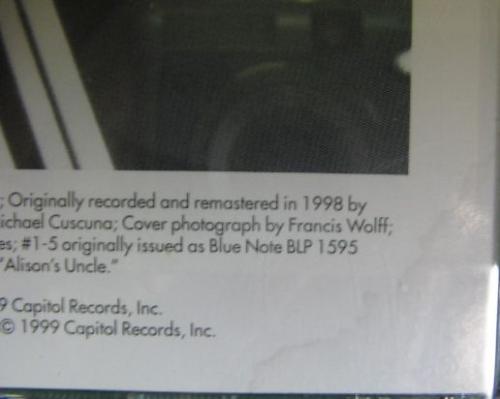 ; Originally recorded and remastered in 1998 by
ichael Cuscuna; Cover photograph by Francis Wolff;
es; #1-5 originally issued as Blue Note BLP 1595
"Alison's Uncle."
9 Capitol Records, Inc.
© 1999 Capitol Records, Inc.